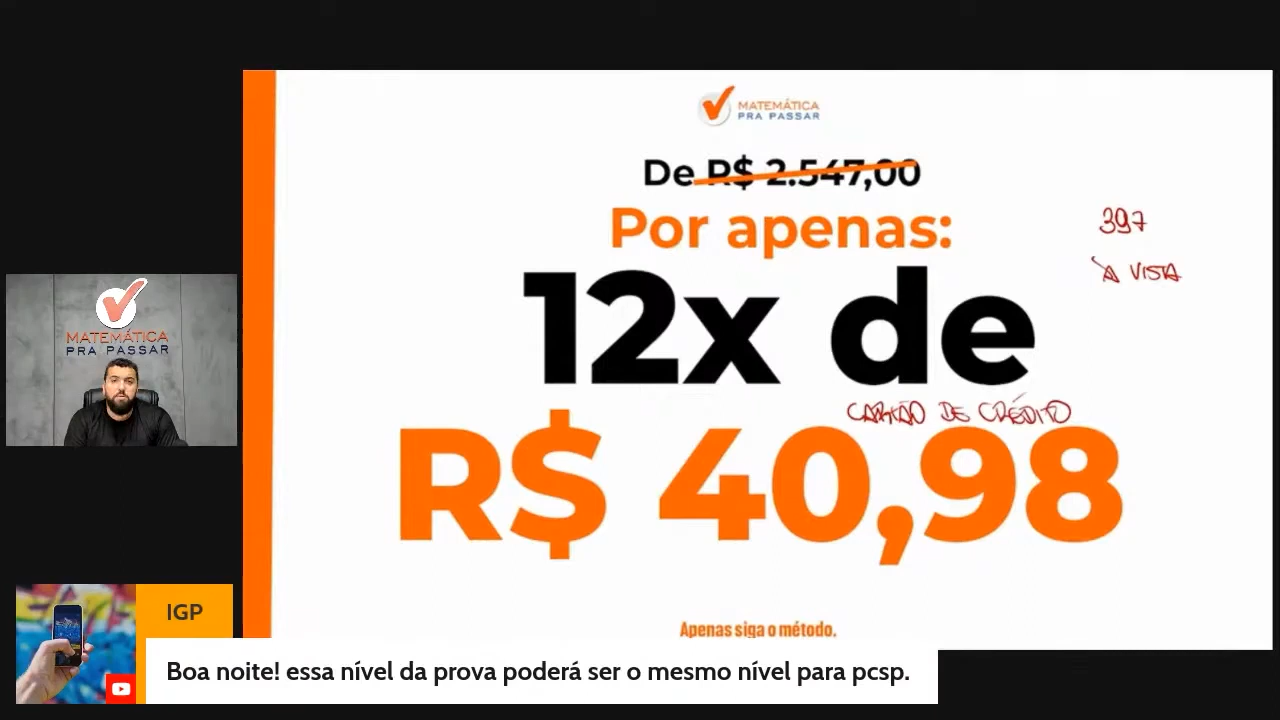 MATEMÁTICA
PRA PASSAR
De R$ 2.547,00
Por apenas:
397
À VISTA
12x de
CARTÃO DE CRÉDITO
R$ 40,98
Apenas siga o método.
MATEMÁTICA
PRA PASSAR
IGP
Boa noite! essa nível da prova poderá ser o mesmo nível para pcsp.